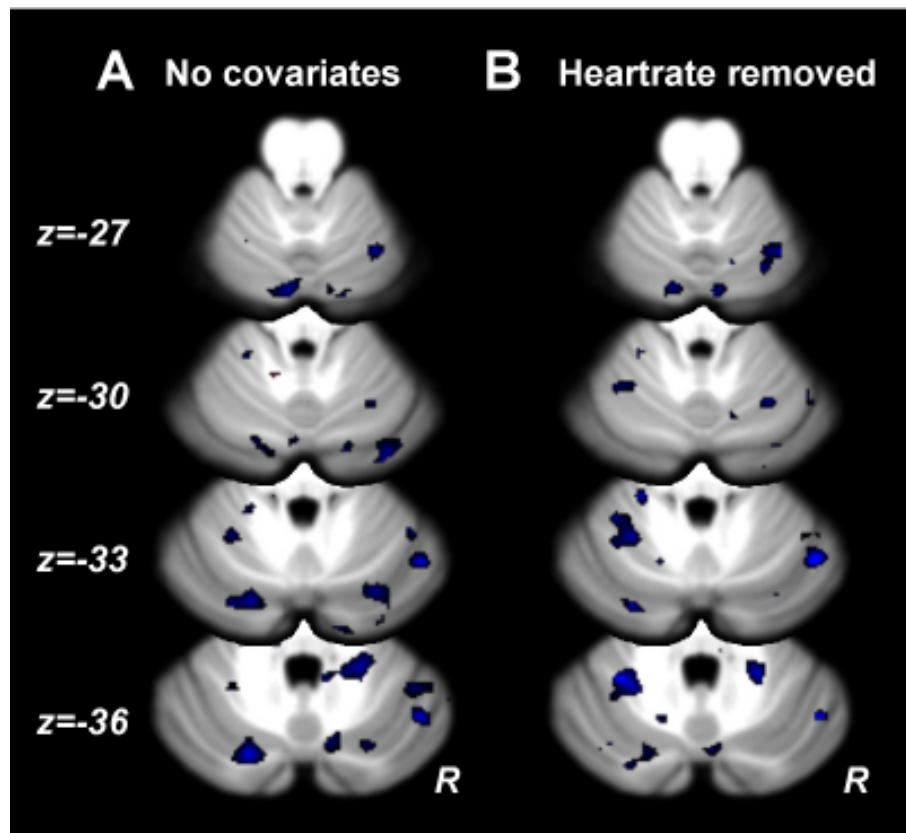 A No covariates
B Heartrate removed
z=-27
z=-30
z=-33
z=-36
R
R